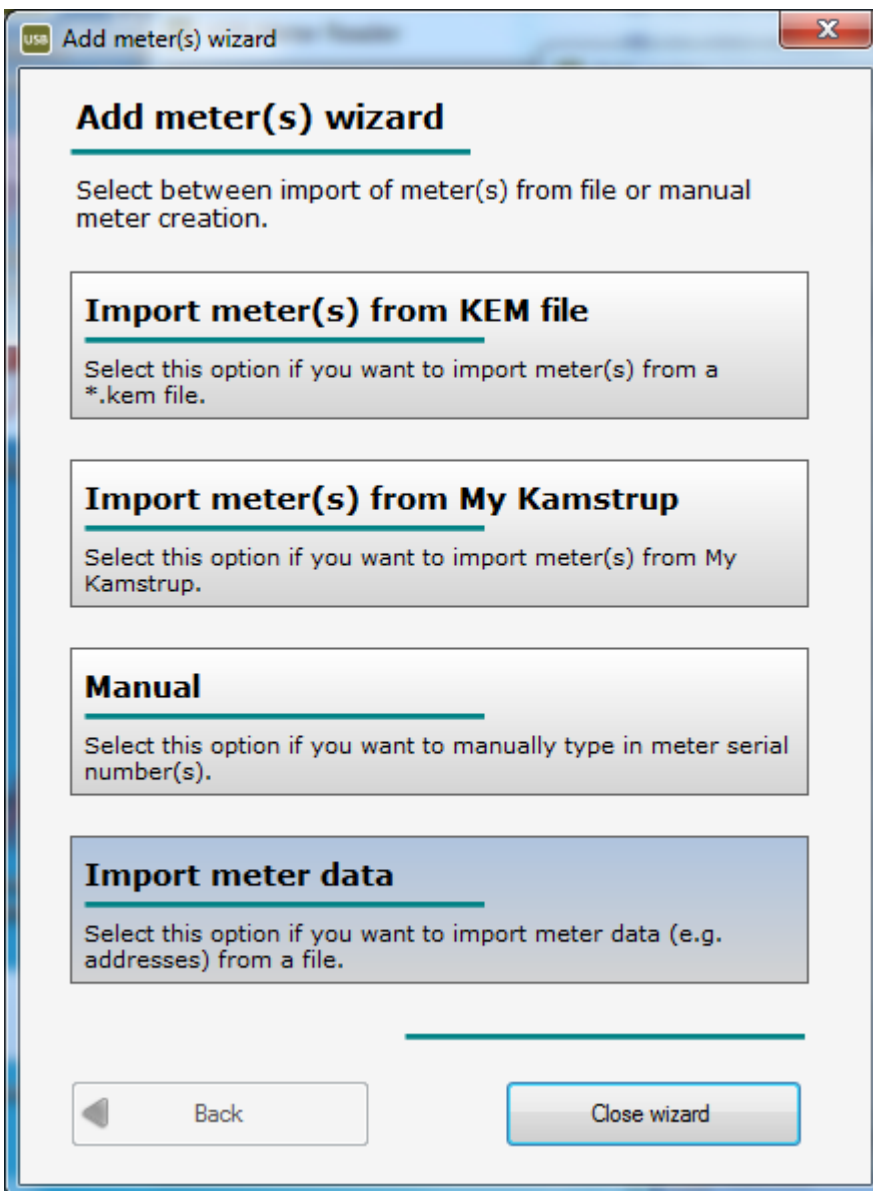 USB Add meter(s) wizard
Add meter(s) wizard
Select between import of meter(s) from file or manual
meter creation.
Import meter(s) from KEM file
Select this option if you want to import meter(s) from a
*.kem file.
Import meter(s) from My Kamstrup
Select this option if you want to import meter(s) from My
Kamstrup.
Manual
Select this option if you want to manually type in meter serial
number(s).
Import meter data
Select this option if you want to import meter data (e.g.
addresses) from a file.
Back
Close wizard